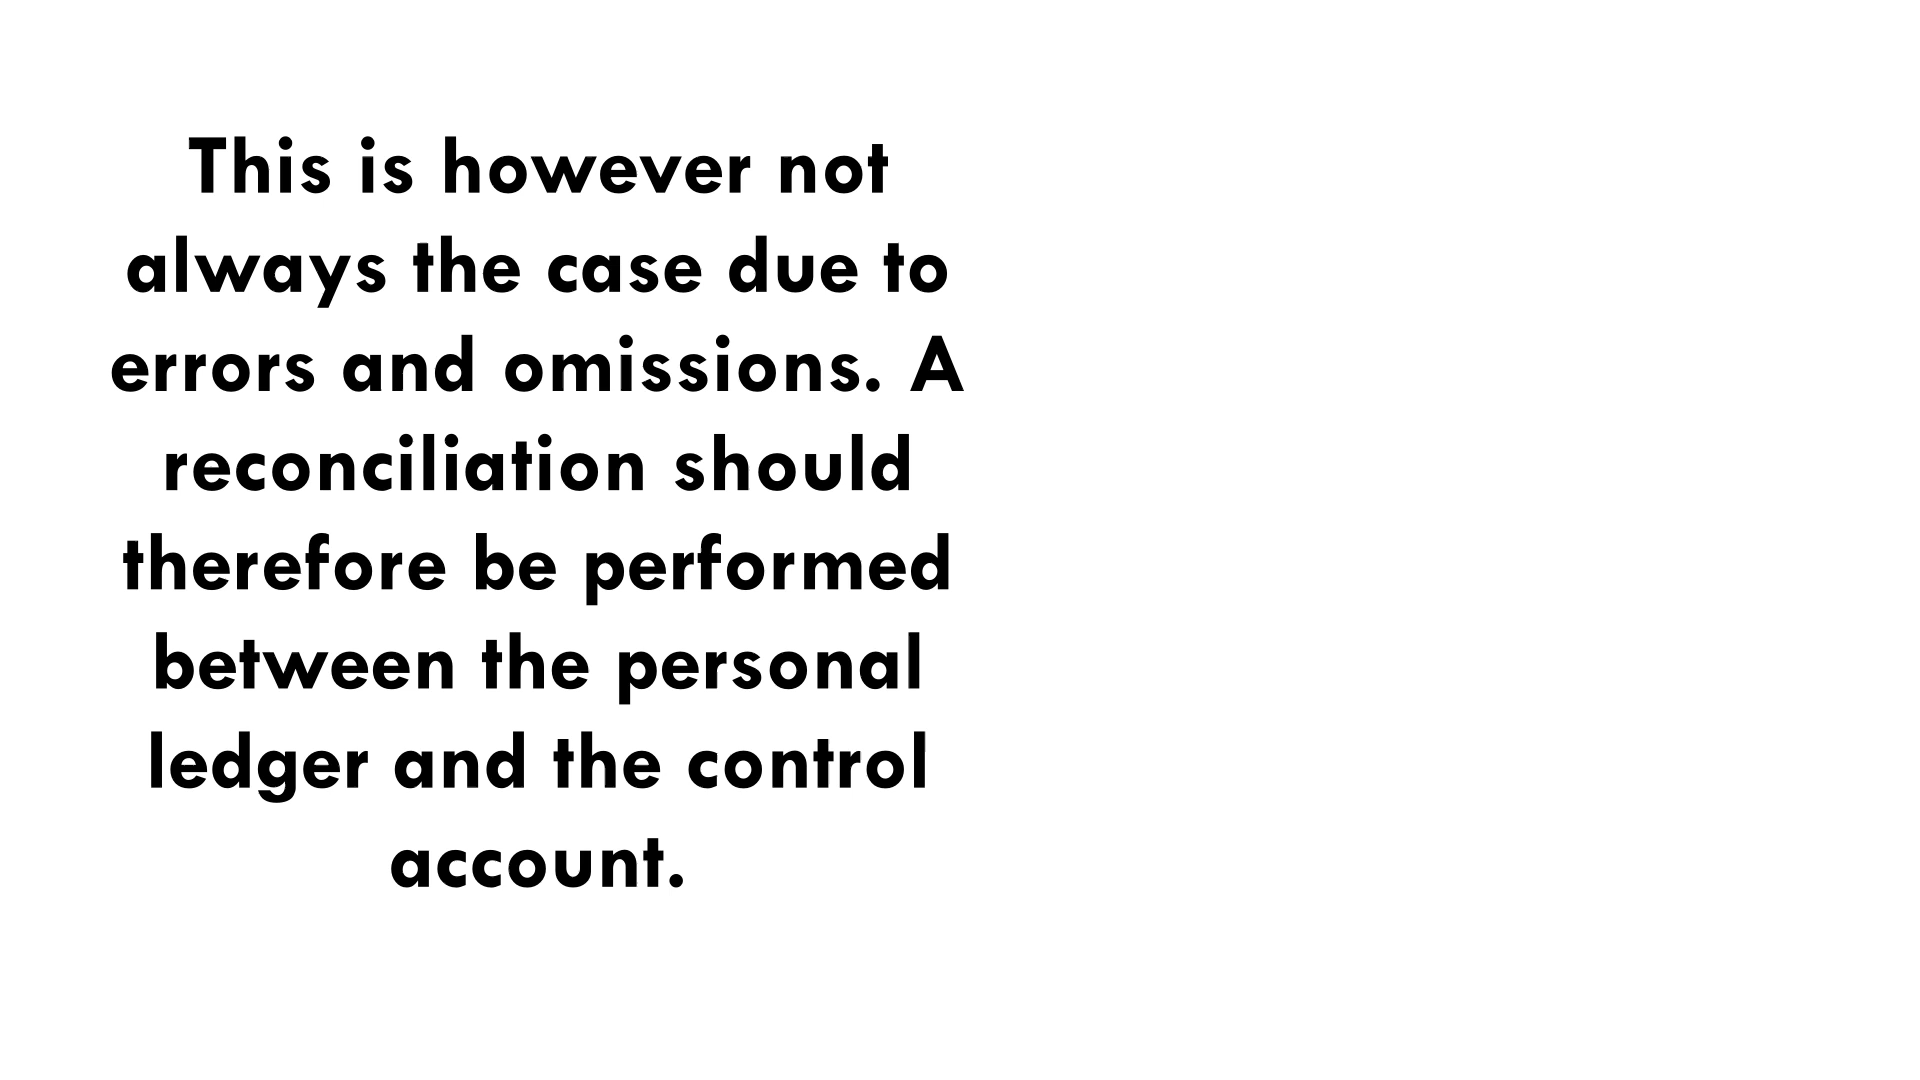 This is however not
always the case due to
errors and omissions. A
reconciliation should
therefore be performed
between the personal
ledger and the control
account.